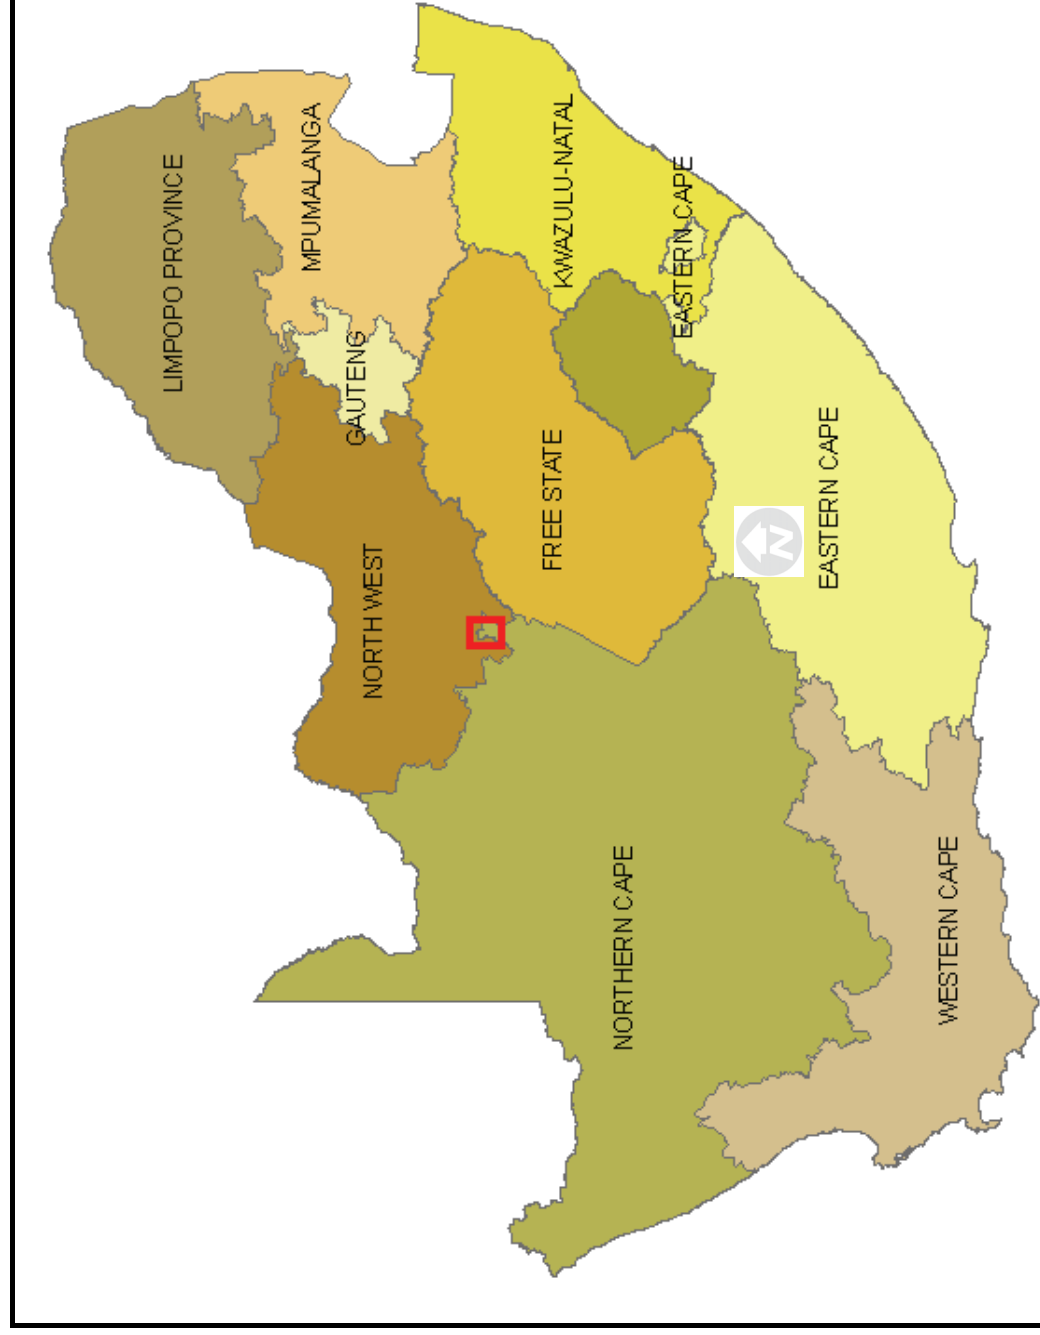 LIMPOPO PROVINCE
MPUMALANGA
GAUTENG
NORTH WEST
FREE STATE
KWAZULU-NATAL
NORTHERN CAPE
EASTERN CAPE
N
EASTERN CAPE
WESTERN CAPE